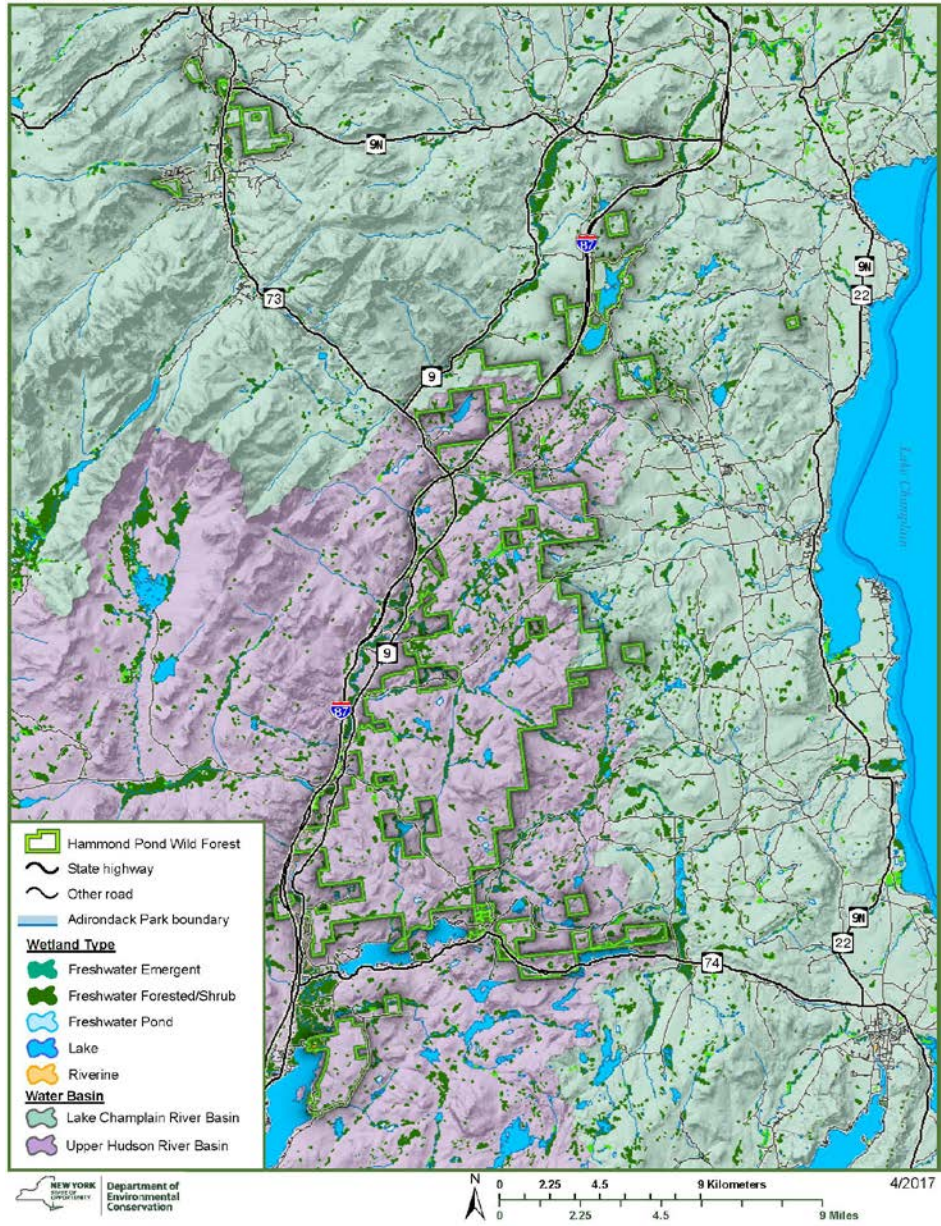 9N
87
9N
22
73
9
Lake Champlain
9
87
Hammond Pond Wild Forest
State highway
Other road
Adirondack Park boundary
Wetland Type
Freshwater Emergent
Freshwater Forested/Shrub
Freshwater Pond
Lake
Riverine
Water Basin
Lake Champlain River Basin
Upper Hudson River Basin
9N
22
74
NEW YORK
STATE OF
OPPORTUNITY
Department of
Environmental
Conservation
N
0 2.25 4.5 9 Kilometers
0 2.25 4.5 9 Miles
4/2017